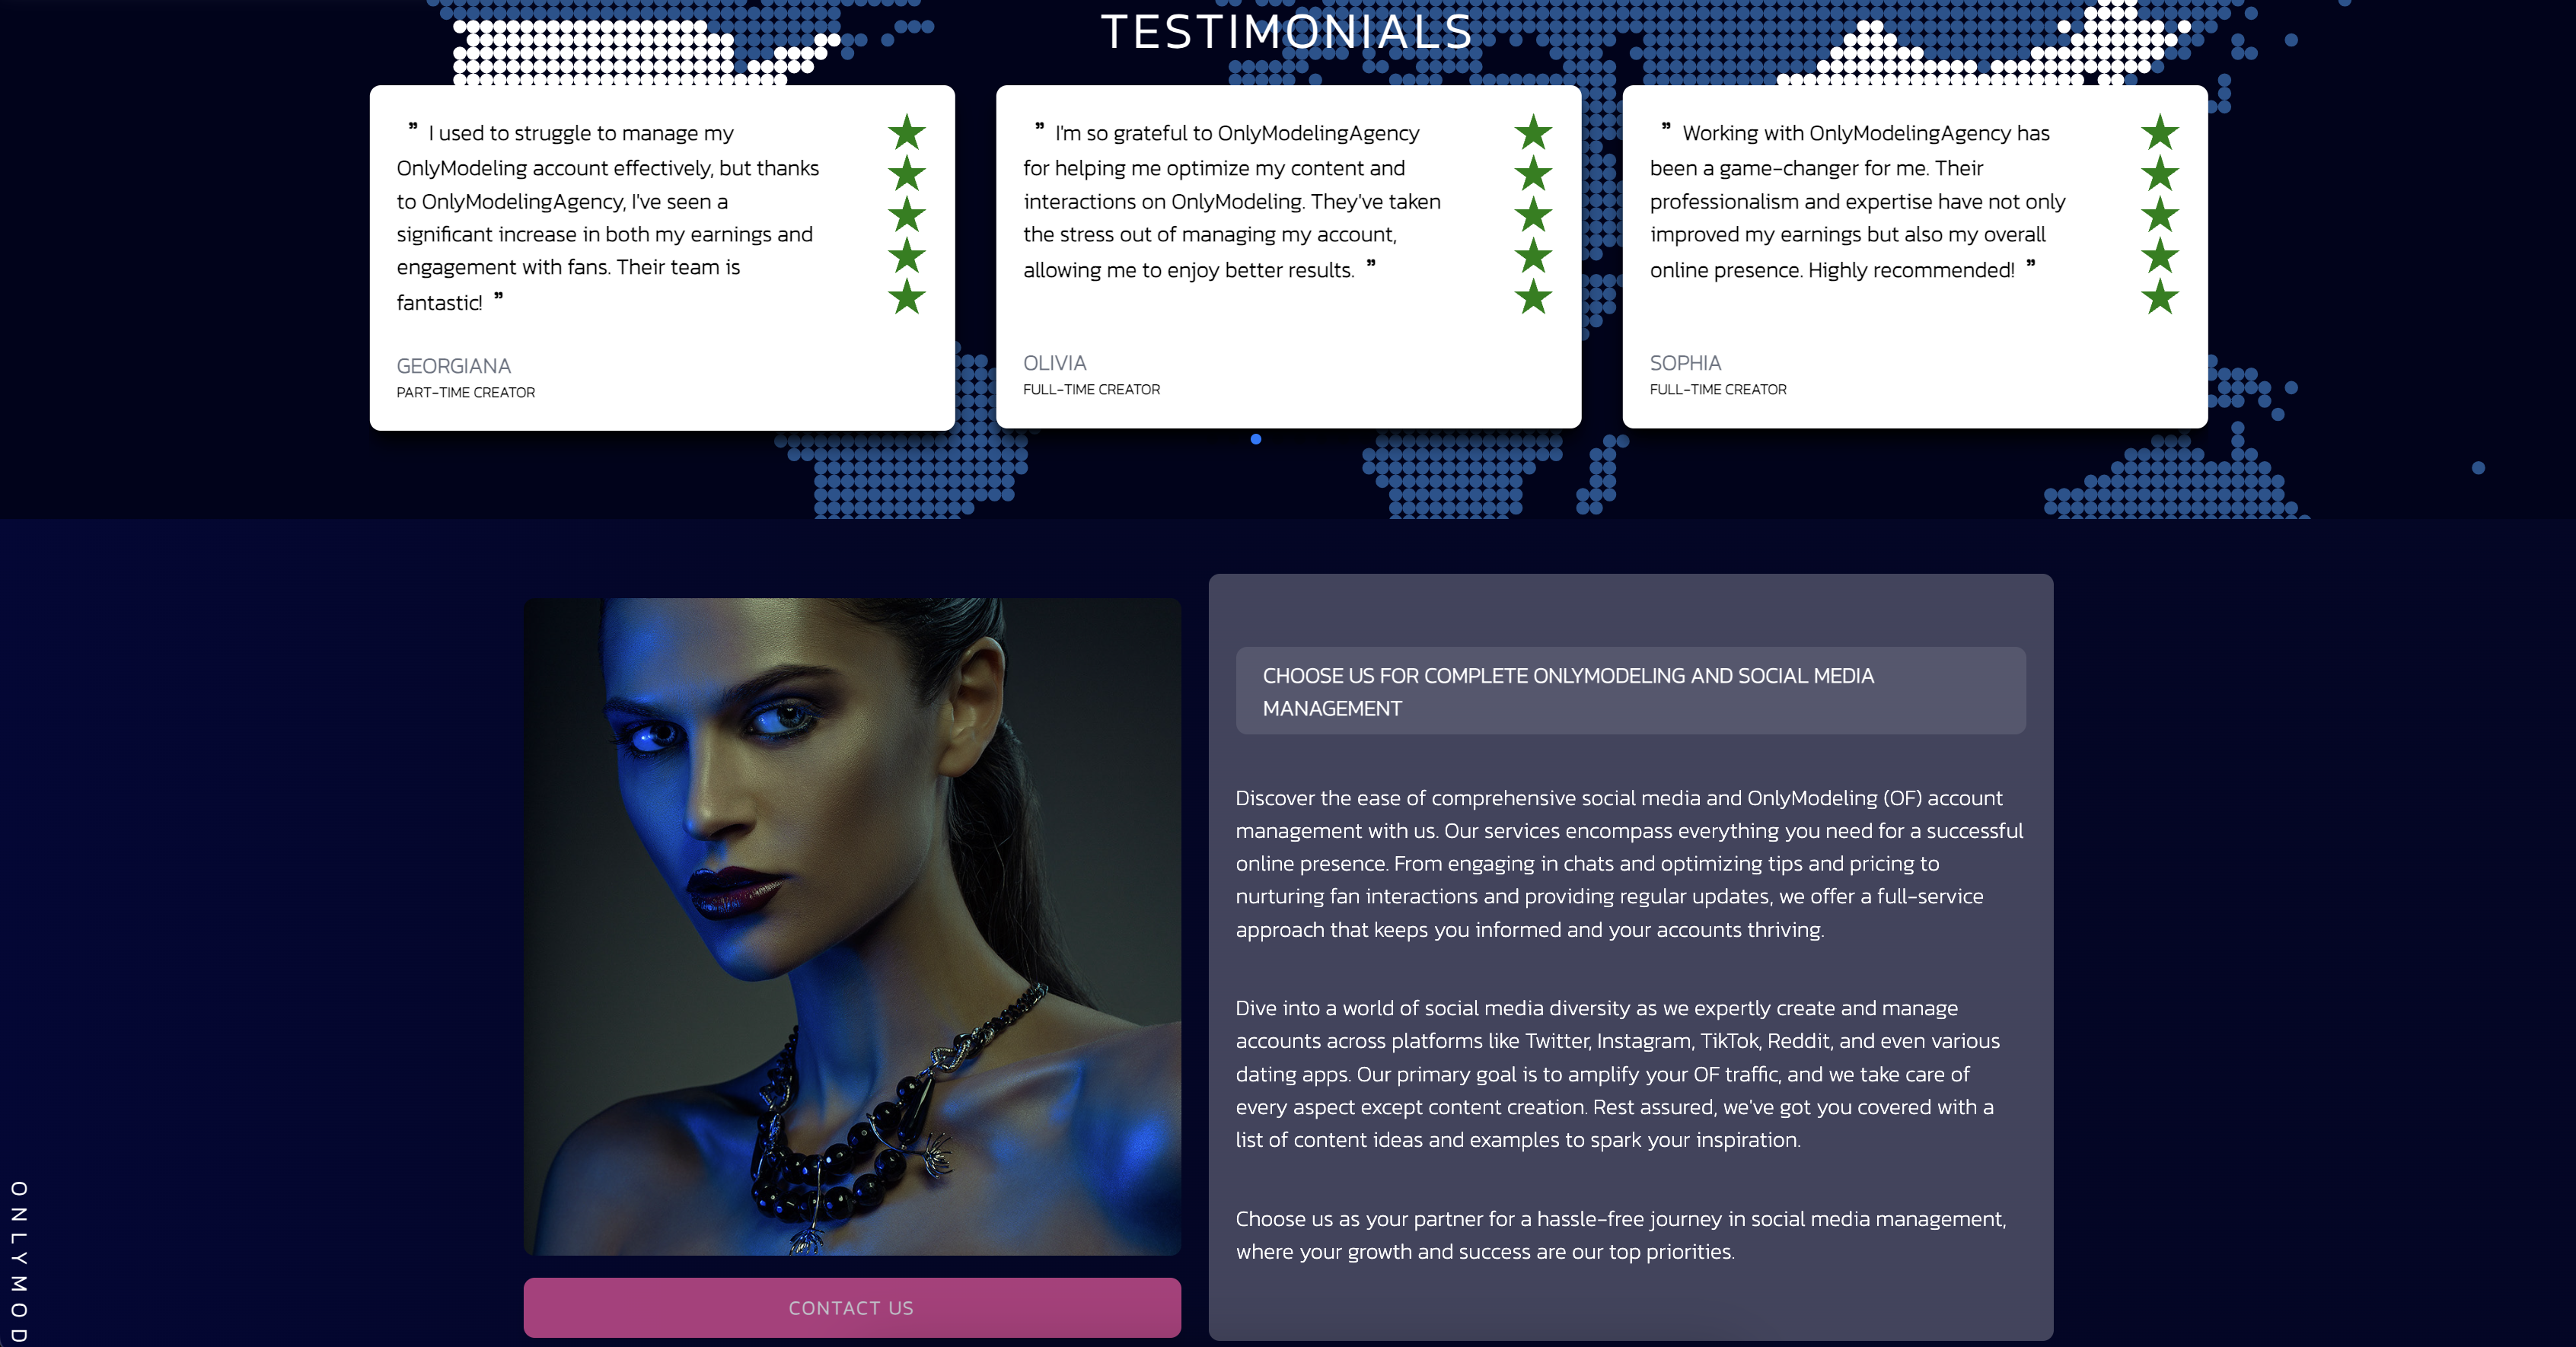 TESTIMONIALS
” I used to struggle to manage my
OnlyModeling account effectively, but thanks
to OnlyModelingAgency, I've seen a
significant increase in both my earnings and
engagement with fans. Their team is
fantastic! ”
GEORGIANA
PART-TIME CREATOR
” I'm so grateful to OnlyModelingAgency
for helping me optimize my content and
interactions on OnlyModeling. They've taken
the stress out of managing my account,
allowing me to enjoy better results. ”
OLIVIA
FULL-TIME CREATOR
” Working with OnlyModelingAgency has
been a game-changer for me. Their
professionalism and expertise have not only
improved my earnings but also my overall
online presence. Highly recommended! ”
SOPHIA
FULL-TIME CREATOR
CHOOSE US FOR COMPLETE ONLYMODELING AND SOCIAL MEDIA
MANAGEMENT
Discover the ease of comprehensive social media and OnlyModeling (OF) account
management with us. Our services encompass everything you need for a successful
online presence. From engaging in chats and optimizing tips and pricing to
nurturing fan interactions and providing regular updates, we offer a full-service
approach that keeps you informed and your accounts thriving.
Dive into a world of social media diversity as we expertly create and manage
accounts across platforms like Twitter, Instagram, TikTok, Reddit, and even various
dating apps. Our primary goal is to amplify your OF traffic, and we take care of
every aspect except content creation. Rest assured, we've got you covered with a
list of content ideas and examples to spark your inspiration.
Choose us as your partner for a hassle-free journey in social media management,
where your growth and success are our top priorities.
CONTACT US
ONLYMOD